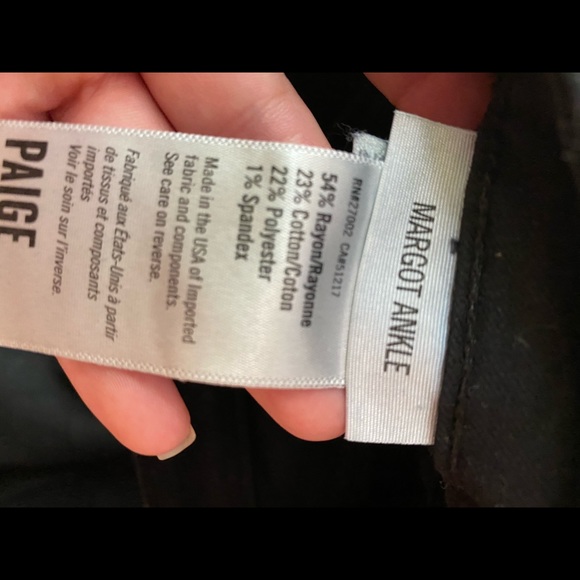 MARGOT ANKLE
RN#27002 CA#51217
54% Rayon/Rayonne
23% Cotton/Coton
22% Polyester
1% Spandex
Made in the USA of Imported
fabric and components.
See care on reverse.
Fabriqué aux États-Unis à partir
de tissus et composants
importés
Voir le soin sur l'inverse.
PAIGE